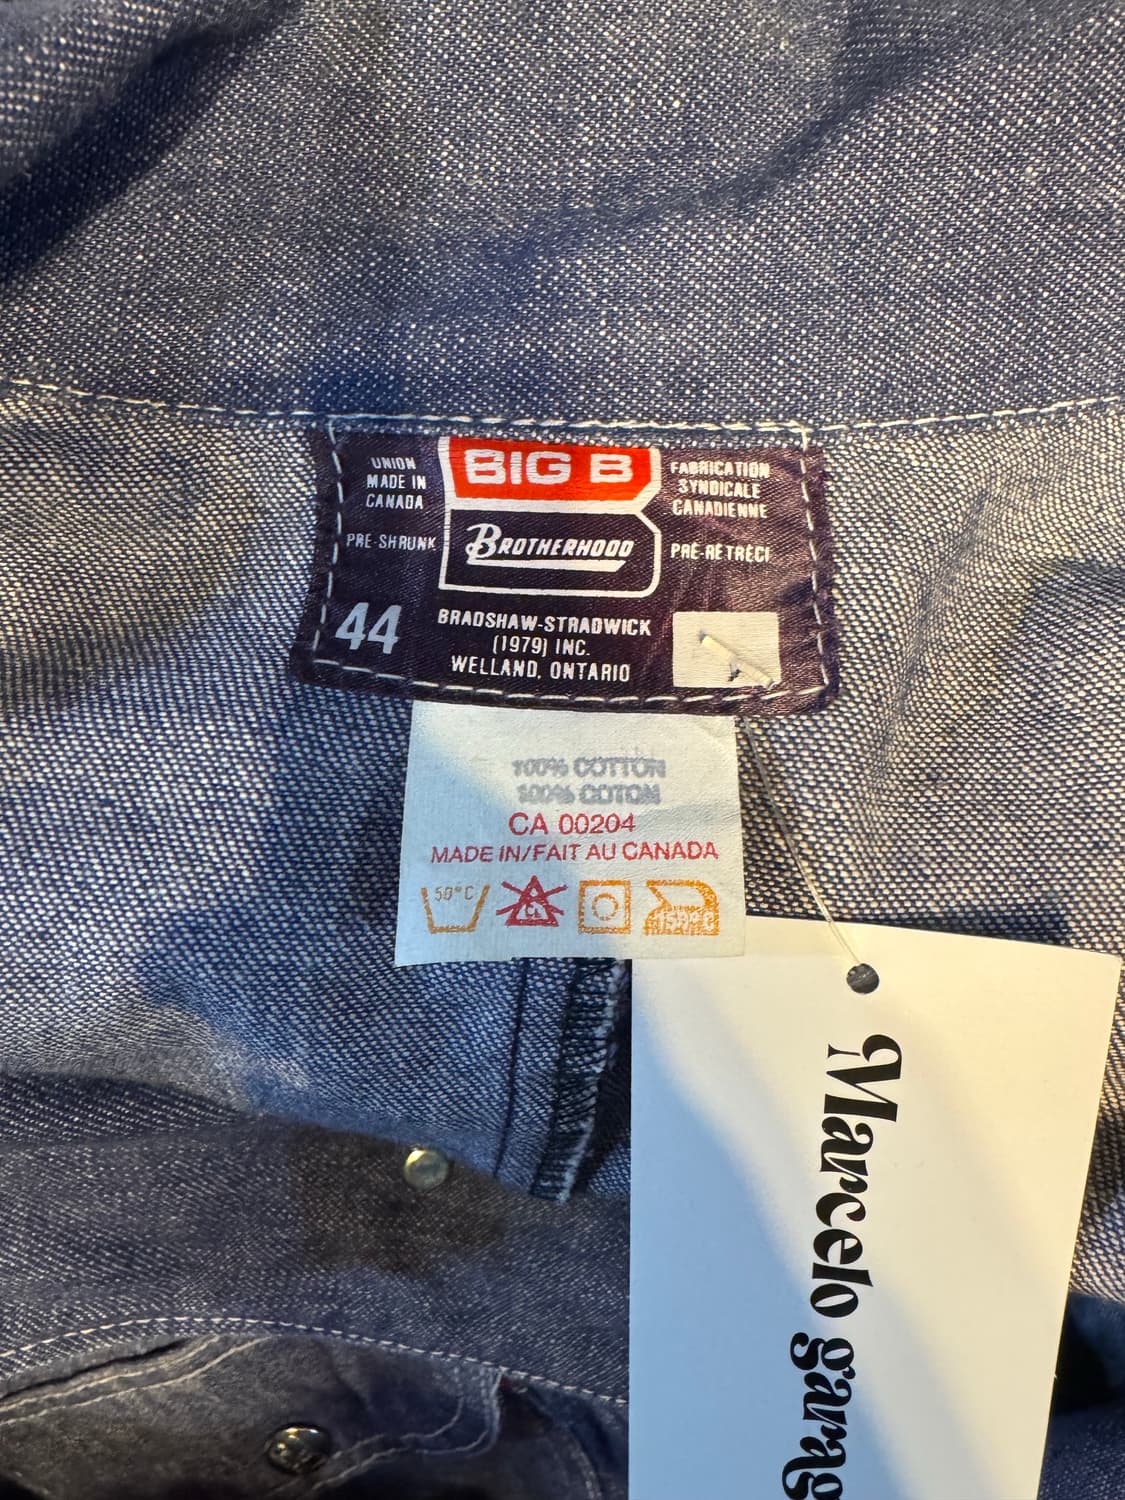 UNION
MADE IN
CANADA
PRE-SHRUNK
44
BIG B
BROTHERHOOD
BRADSHAW-STRADWICK
(1979) INC.
WELLAND, ONTARIO
FABRICATION
SYNDICALE
CANADIENNE
PRÉ-RÉTRÉCI
100% COTTON
100% COTON
CA 00204
MADE IN/FAIT AU CANADA
50°C
CL
Marcelo garag